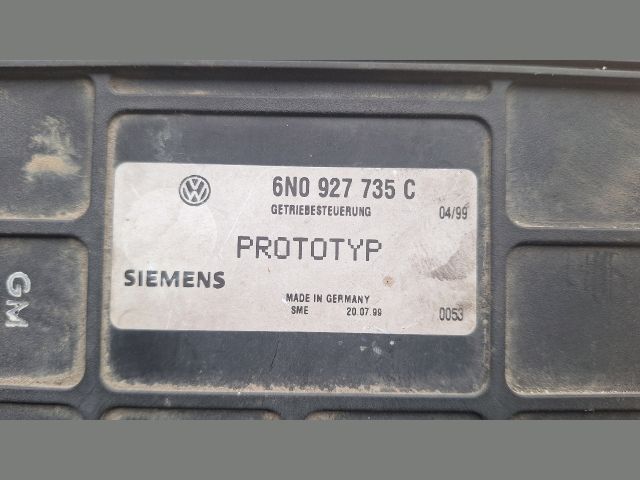 6N0 927 735 C
GETRIEBESTEUERUNG 04/99
PROTOTYP
SIEMENS
MADE IN GERMANY
SME 20.07.99 0053
GM